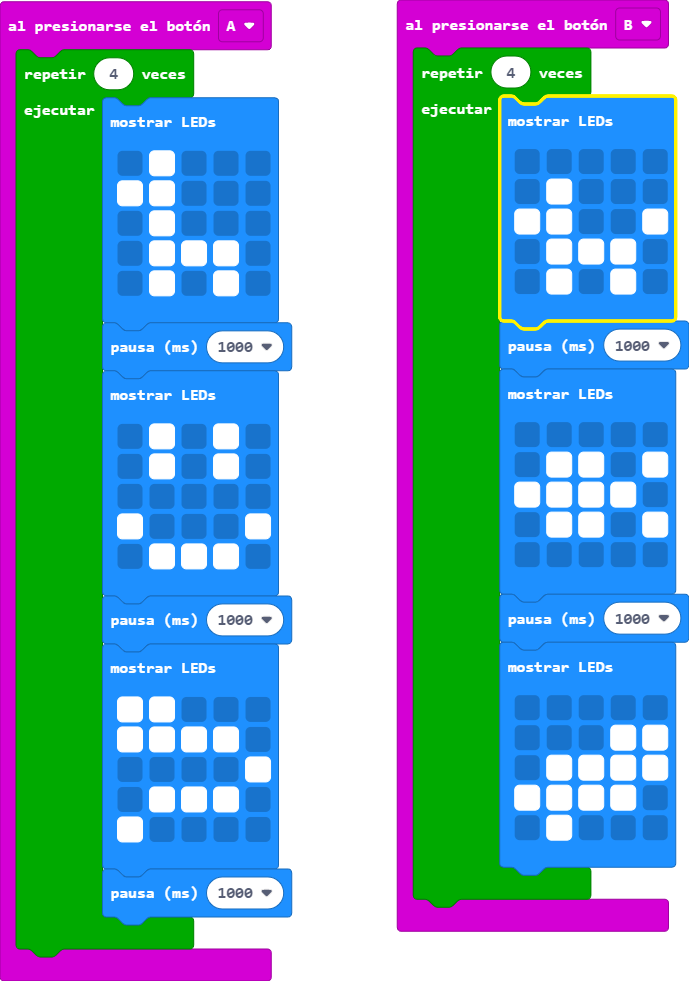 al presionarse el botón A
repetir 4 veces
ejecutar
mostrar LEDs
pausa (ms) 1000
mostrar LEDs
pausa (ms) 1000
mostrar LEDs
pausa (ms) 1000
al presionarse el botón B
repetir 4 veces
ejecutar
mostrar LEDs
pausa (ms) 1000
mostrar LEDs
pausa (ms) 1000
mostrar LEDs